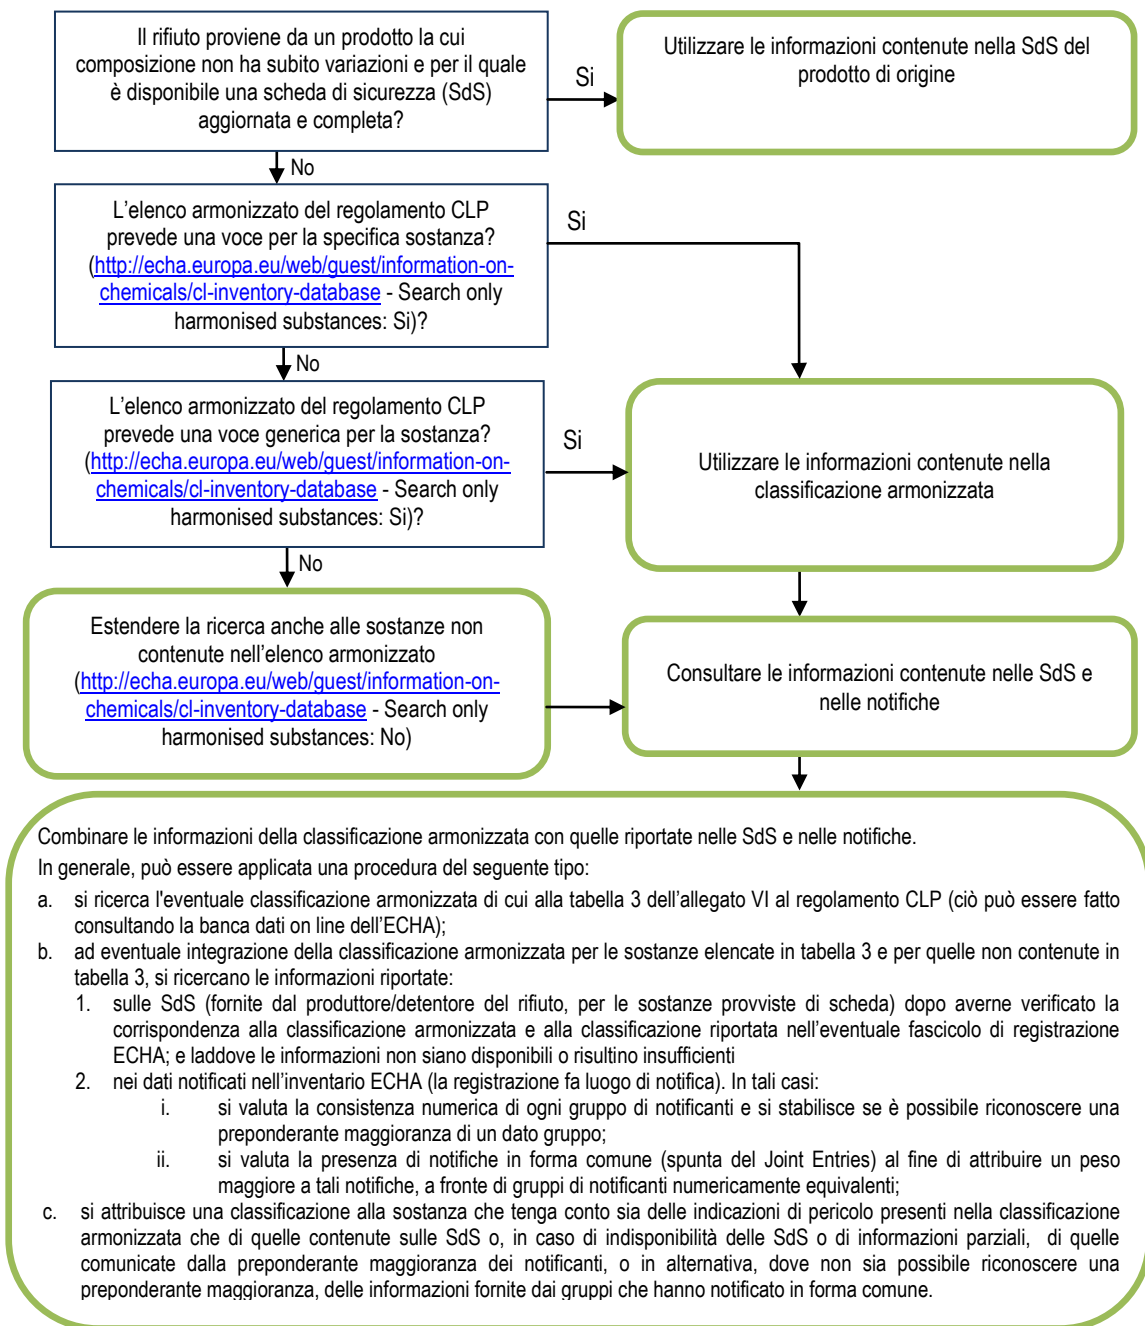 Il rifiuto proviene da un prodotto la cui
composizione non ha subito variazioni e per il quale
è disponibile una scheda di sicurezza (SdS)
aggiornata e completa?
Si
Utilizzare le informazioni contenute nella SdS del
prodotto di origine
No
L'elenco armonizzato del regolamento CLP
prevede una voce per la specifica sostanza?
(http://echa.europa.eu/web/guest/information-on-
chemicals/cl-inventory-database - Search only
harmonised substances: Si)?
Si
No
L'elenco armonizzato del regolamento CLP
prevede una voce generica per la sostanza?
(http://echa.europa.eu/web/guest/information-on-
chemicals/cl-inventory-database - Search only
harmonised substances: Si)?
Si
Utilizzare le informazioni contenute nella
classificazione armonizzata
No
Estendere la ricerca anche alle sostanze non
contenute nell'elenco armonizzato
(http://echa.europa.eu/web/guest/information-on-
chemicals/cl-inventory-database - Search only
harmonised substances: No)
Consultare le informazioni contenute nelle SdS e
nelle notifiche
Combinare le informazioni della classificazione armonizzata con quelle riportate nelle SdS e nelle notifiche.
In generale, può essere applicata una procedura del seguente tipo:
a. si ricerca l'eventuale classificazione armonizzata di cui alla tabella 3 dell'allegato VI al regolamento CLP (ciò può essere fatto
consultando la banca dati on line dell'ECHA);
b. ad eventuale integrazione della classificazione armonizzata per le sostanze elencate in tabella 3 e per quelle non contenute in
tabella 3, si ricercano le informazioni riportate:
1. sulle SdS (fornite dal produttore/detentore del rifiuto, per le sostanze provviste di scheda) dopo averne verificato la
corrispondenza alla classificazione armonizzata e alla classificazione riportata nell'eventuale fascicolo di registrazione
ECHA; e laddove le informazioni non siano disponibili o risultino insufficienti
2. nei dati notificati nell'inventario ECHA (la registrazione fa luogo di notifica). In tali casi:
i. si valuta la consistenza numerica di ogni gruppo di notificanti e si stabilisce se è possibile riconoscere una
preponderante maggioranza di un dato gruppo;
ii. si valuta la presenza di notifiche in forma comune (spunta del Joint Entries) al fine di attribuire un peso
maggiore a tali notifiche, a fronte di gruppi di notificanti numericamente equivalenti;
c. si attribuisce una classificazione alla sostanza che tenga conto sia delle indicazioni di pericolo presenti nella classificazione
armonizzata che di quelle contenute sulle SdS o, in caso di indisponibilità delle SdS o di informazioni parziali, di quelle
comunicate dalla preponderante maggioranza dei notificanti, o in alternativa, dove non sia possibile riconoscere una
preponderante maggioranza, delle informazioni fornite dai gruppi che hanno notificato in forma comune.